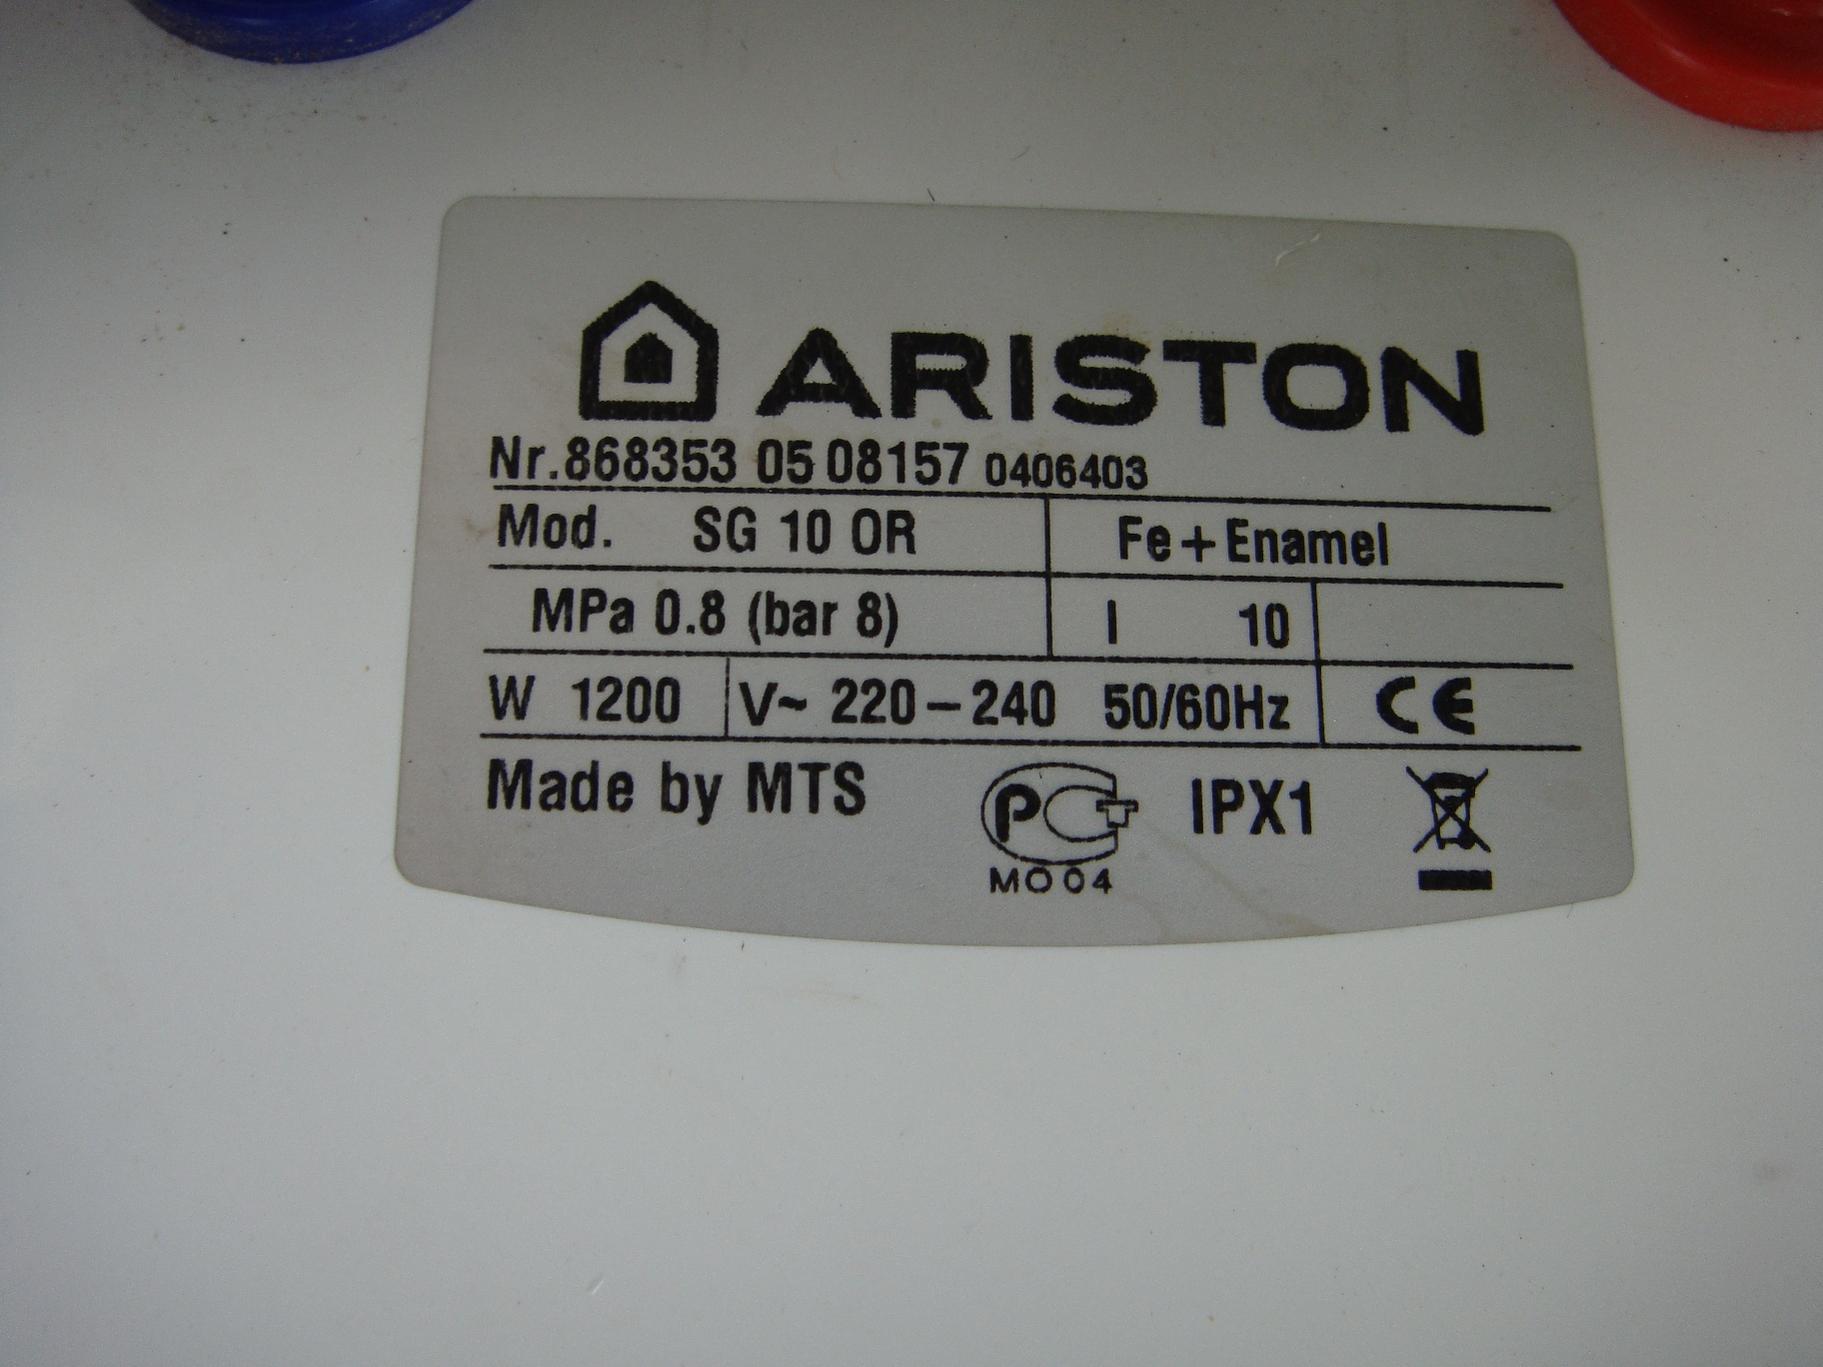 ARISTON
Nr.868353 05 08157 0406403
Mod. SG 10 OR Fe+Enamel
MPa 0.8 (bar 8) l 10
W 1200 V~ 220-240 50/60Hz CE
Made by MTS PCT IPX1
MO04